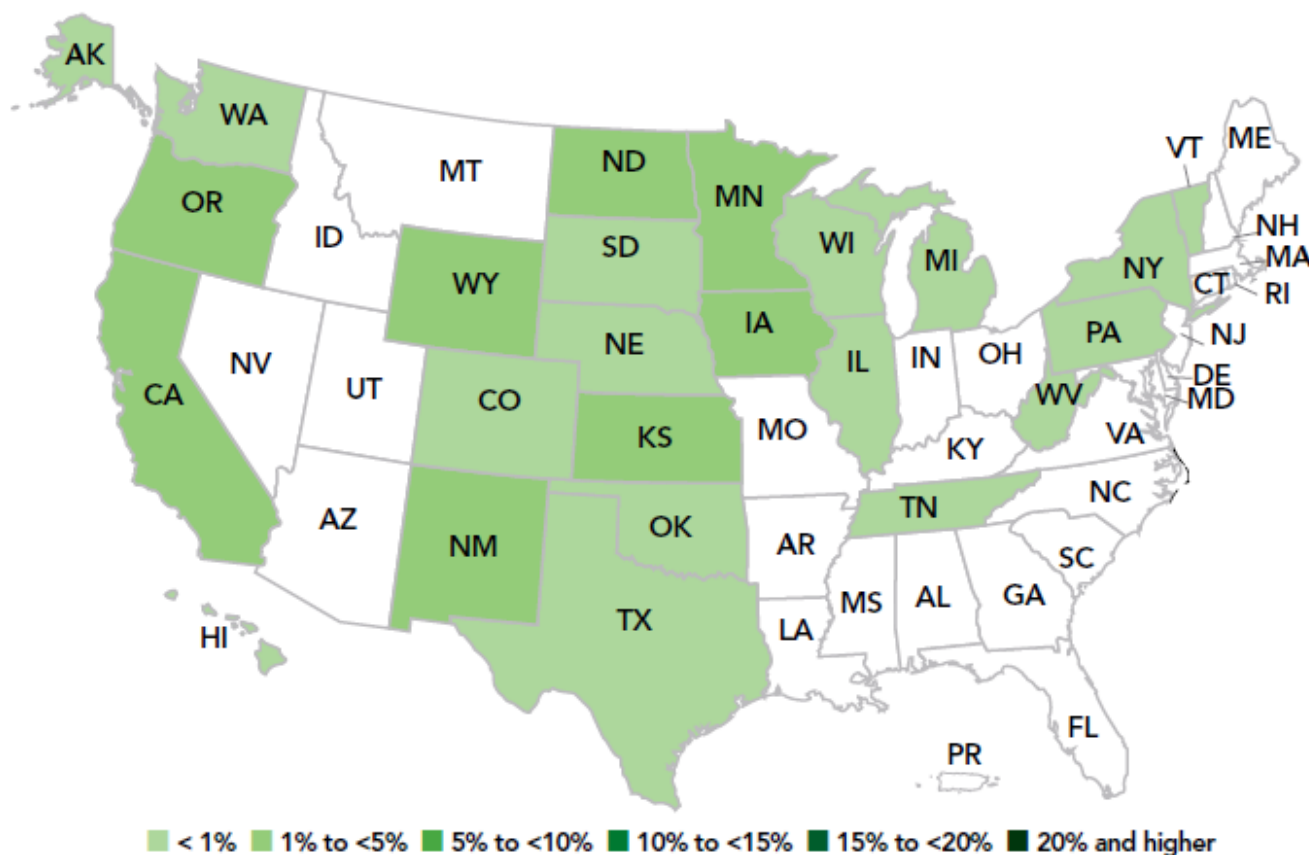 AK
WA
MT
ND
MN
VT
ME
OR
ID
SD
WI
MI
NY
NH
MA
WY
CT
RI
IA
PA
NJ
NV
UT
NE
IL
IN
OH
DE
MD
CA
CO
WV
KS
MO
KY
VA
AZ
NM
OK
TN
NC
AR
SC
HI
TX
LA
MS
AL
GA
FL
PR
< 1% 1% to <5% 5% to <10% 10% to <15% 15% to <20% 20% and higher